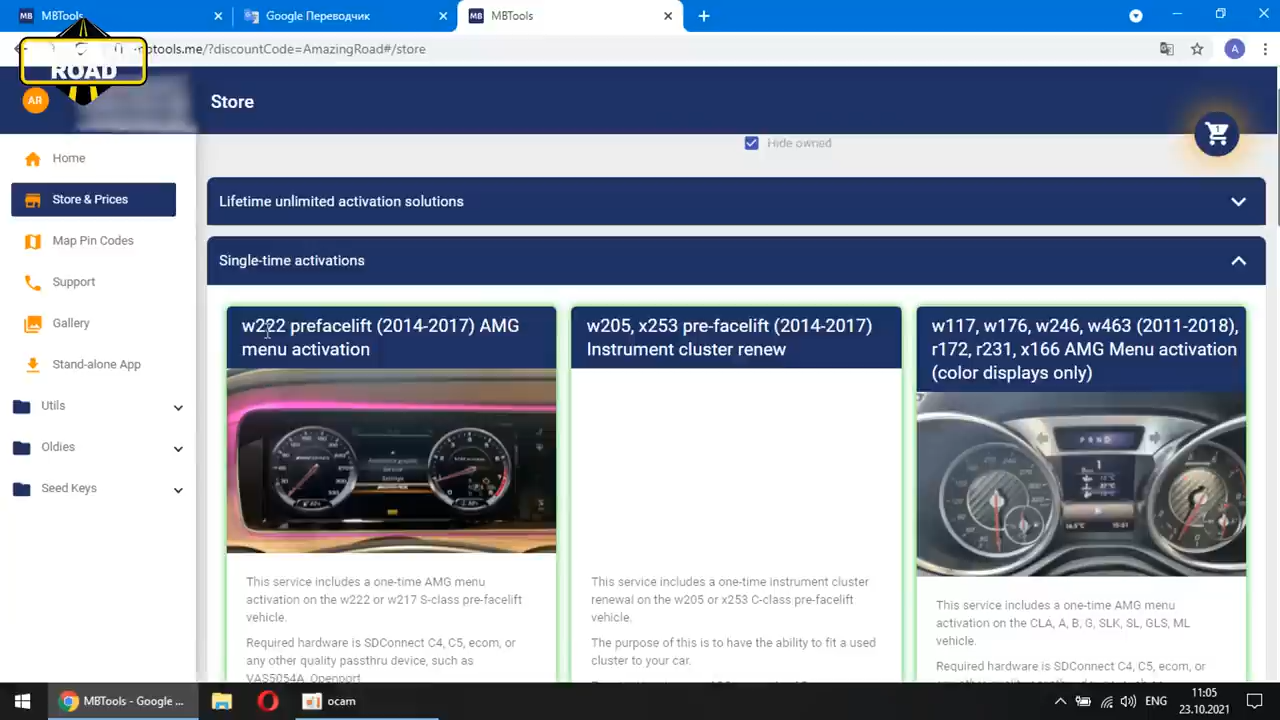 MBTools
Google Переводчик
MBTools
ptools.me/?discountCode=AmazingRoad#/store
A
ROAD
AR
Store
1
Home
Hide owned
Store & Prices
Lifetime unlimited activation solutions
Map Pin Codes
Single-time activations
Support
Gallery
Stand-alone App
Utils
Oldies
Seed Keys
w222 prefacelift (2014-2017) AMG
menu activation
This service includes a one-time AMG menu
activation on the w222 or w217 S-class pre-facelift
vehicle.
Required hardware is SDConnect C4, C5, ecom, or
any other quality passthru device, such as
VAS5054A, Openport
w205, x253 pre-facelift (2014-2017)
Instrument cluster renew
This service includes a one-time instrument cluster
renewal on the w205 or x253 C-class pre-facelift
vehicle.
The purpose of this is to have the ability to fit a used
cluster to your car.
w117, w176, w246, w463 (2011-2018),
r172, r231, x166 AMG Menu activation
(color displays only)
This service includes a one-time AMG menu
activation on the CLA, A, B, G, SLK, SL, GLS, ML
vehicle.
Required hardware is SDConnect C4, C5, ecom, or
MBTools - Google ...
ocam
ENG
11:05
23.10.2021